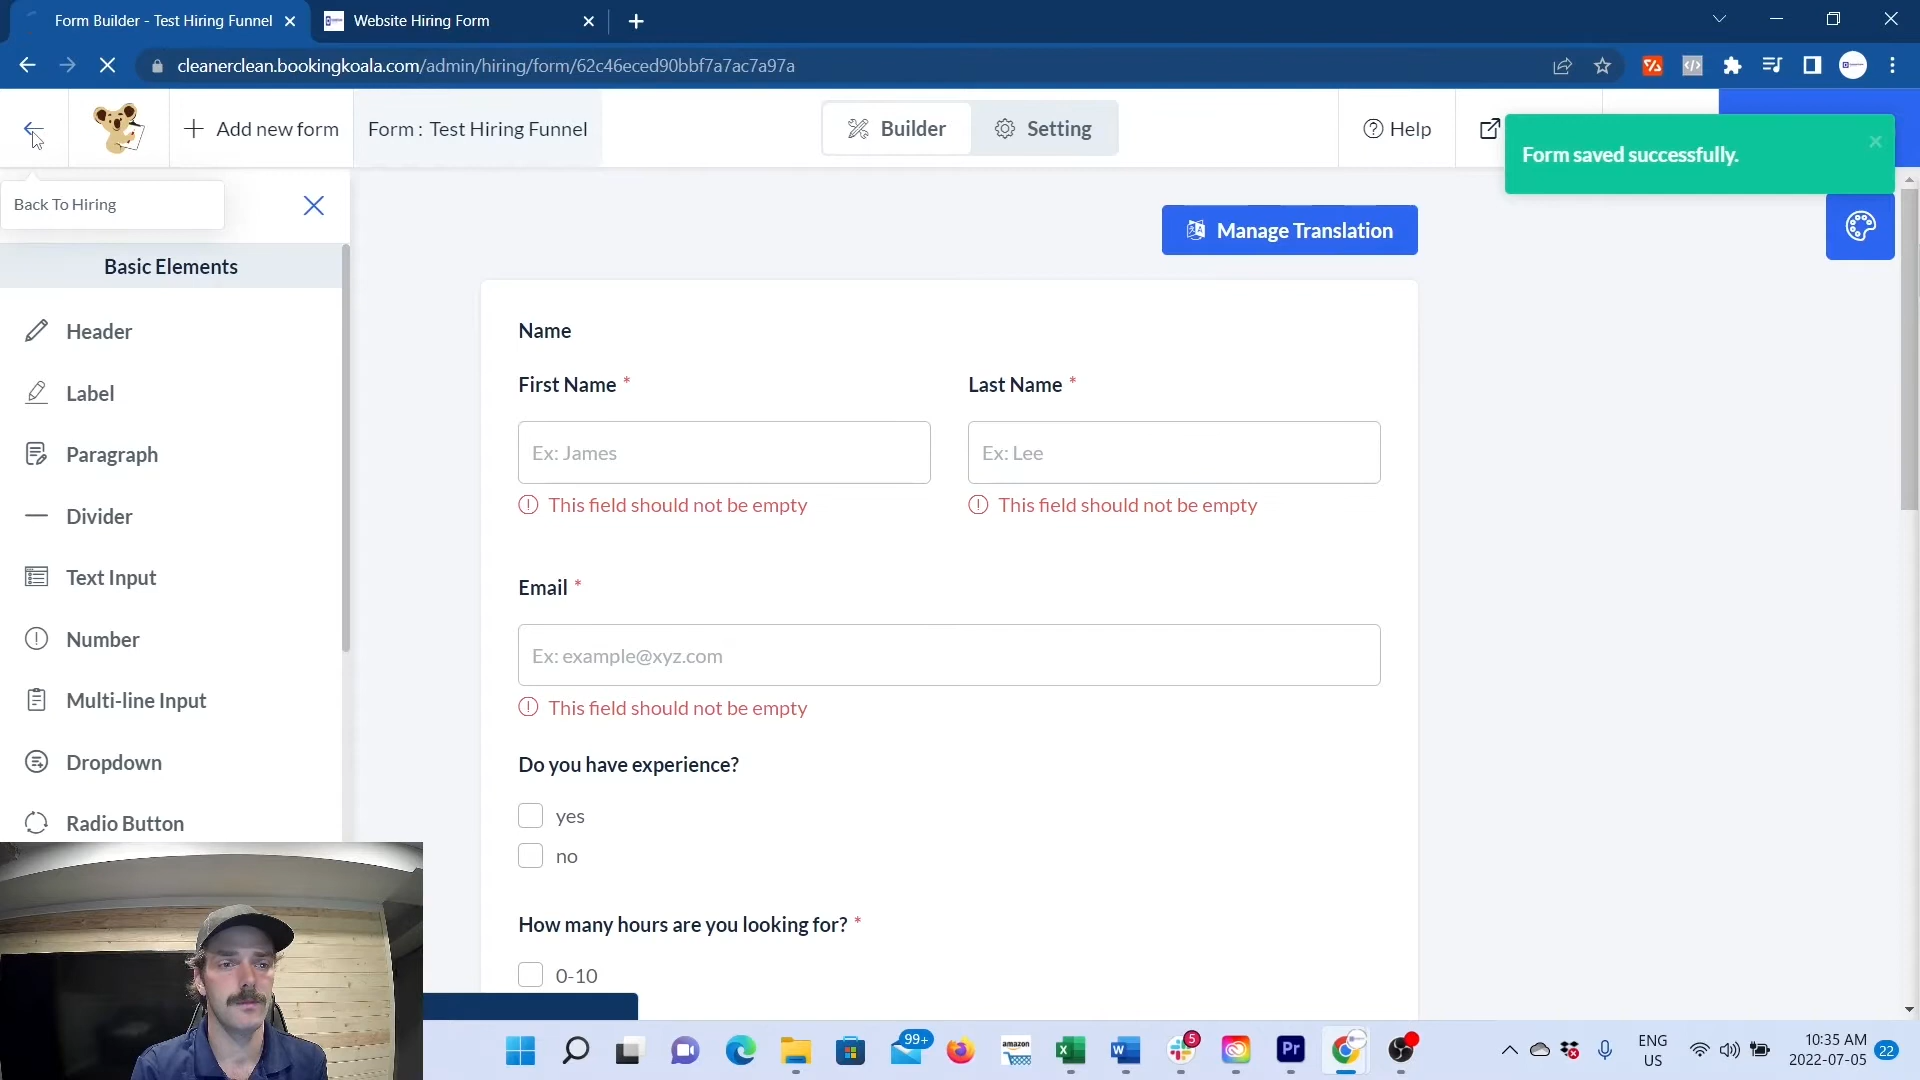 Form Builder - Test Hiring Funnel
Website Hiring Form
cleanerclean.bookingkoala.com/admin/hiring/form/62c46eced90bbf7a7ac7a97a
Add new form
Form : Test Hiring Funnel
Builder
Setting
Help
Form saved successfully.
Back To Hiring
Manage Translation
Basic Elements
Header
Label
Paragraph
Divider
Text Input
Number
Multi-line Input
Dropdown
Radio Button
Name
First Name *
Last Name *
Ex: James
Ex: Lee
This field should not be empty
This field should not be empty
Email *
Ex: example@xyz.com
This field should not be empty
Do you have experience?
yes
no
How many hours are you looking for? *
0-10
99+
amazon
5
Pr
ENG
US
10:35 AM
2022-07-05
22